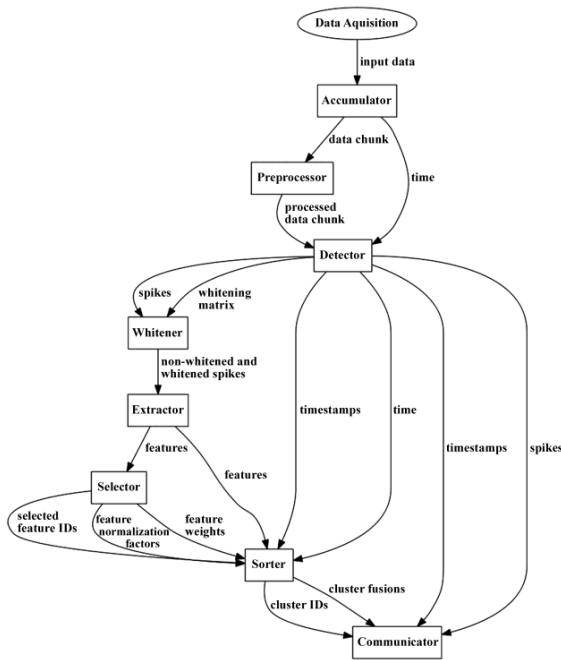 Data Aquisition
input data
Accumulator
data chunk
Preprocessor
time
processed
data chunk
Detector
spikes
whitening
matrix
Whitener
non-whitened and
whitened spikes
Extractor
timestamps
time
timestamps
spikes
features
features
Selector
selected
feature IDs
feature
normalization
factors
feature
weights
Sorter
cluster IDs
cluster fusions
Communicator